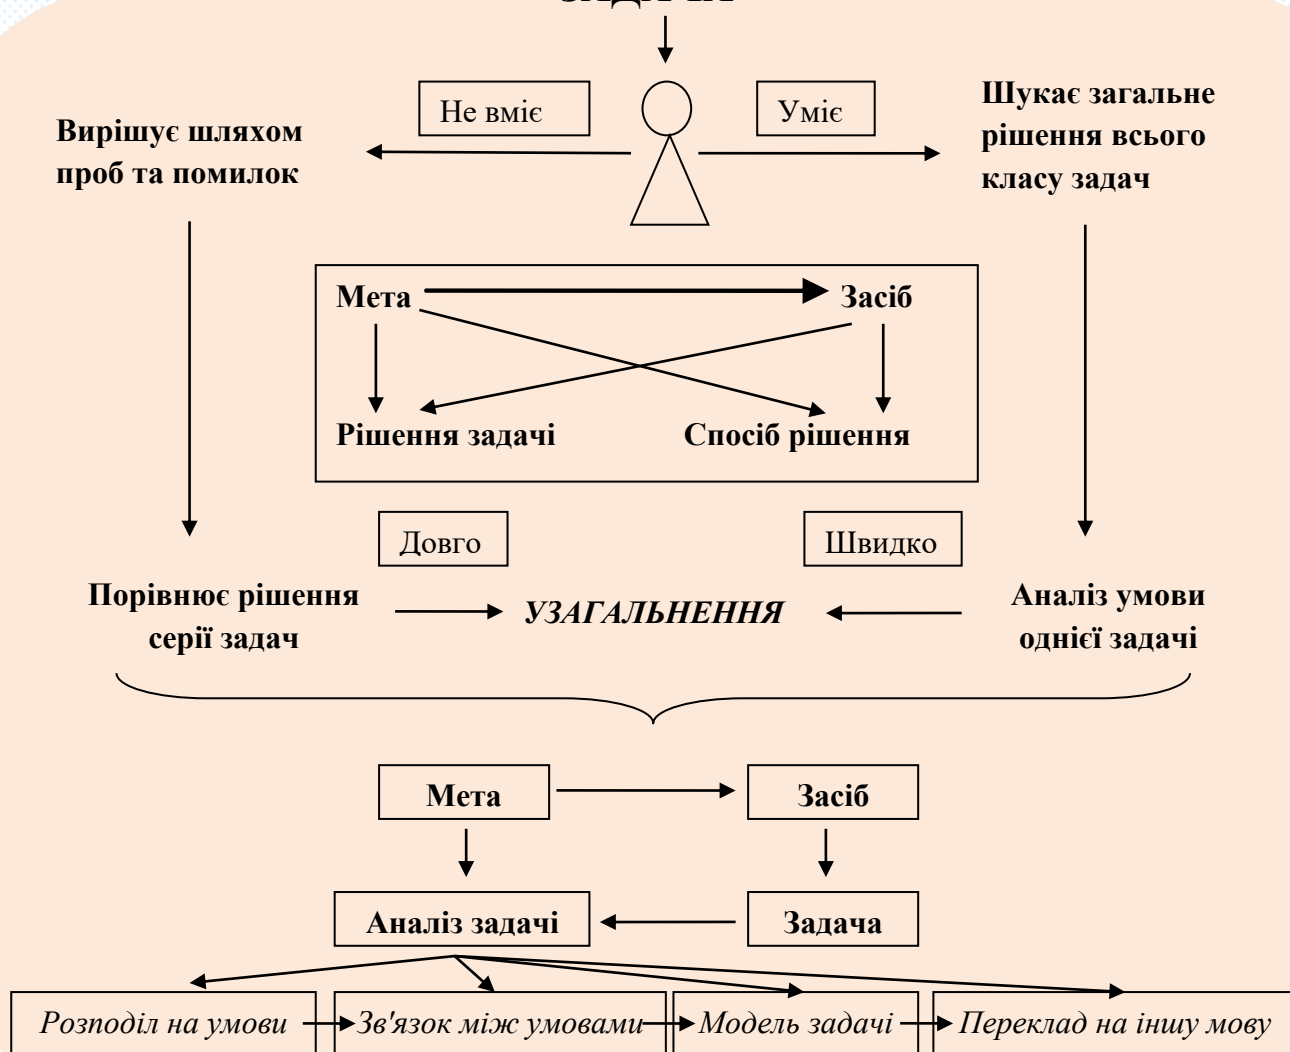 Не вміє
Уміє
Вирішує шляхом
проб та помилок
Шукає загальне
рішення всього
класу задач
Мета
Засіб
Рішення задачі
Спосіб рішення
Довго
Швидко
Порівнює рішення
серії задач
УЗАГАЛЬНЕННЯ
Аналіз умови
однієї задачі
Мета
Засіб
Аналіз задачі
Задача
Розподіл на умови
Зв'язок між умовами
Модель задачі
Переклад на іншу мову